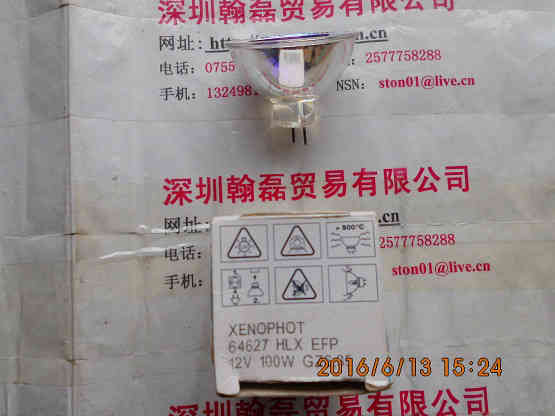 深圳翰磊贸易有限公司
网址: ht
电话: 0755 2577758288
手机: 13249 NSN: ston01@live.cn
深圳翰磊贸易有限公司
网址: .cn
电话: 2577758288
手机: ston01@live.cn
> 900°C
XENOPHOT
64627 HLX EFP
12V 100W GZ
2016/6/13 15:24
深圳翰磊贸易有限公司